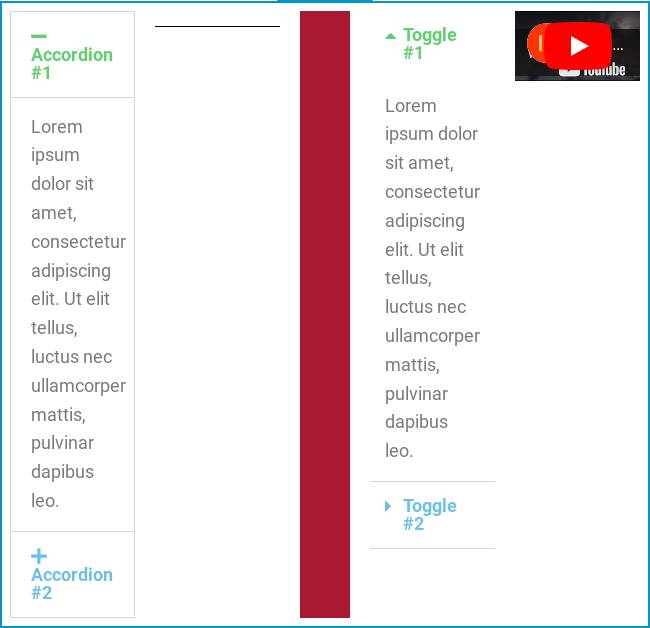 Accordion
#1
Lorem
ipsum
dolor sit
amet,
consectetur
adipiscing
elit. Ut elit
tellus,
luctus nec
ullamcorper
mattis,
pulvinar
dapibus
leo.
Accordion
#2
Toggle
#1
Lorem
ipsum dolor
sit amet,
consectetur
adipiscing
elit. Ut elit
tellus,
luctus nec
ullamcorper
mattis,
pulvinar
dapibus
leo.
Toggle
#2
YouTube